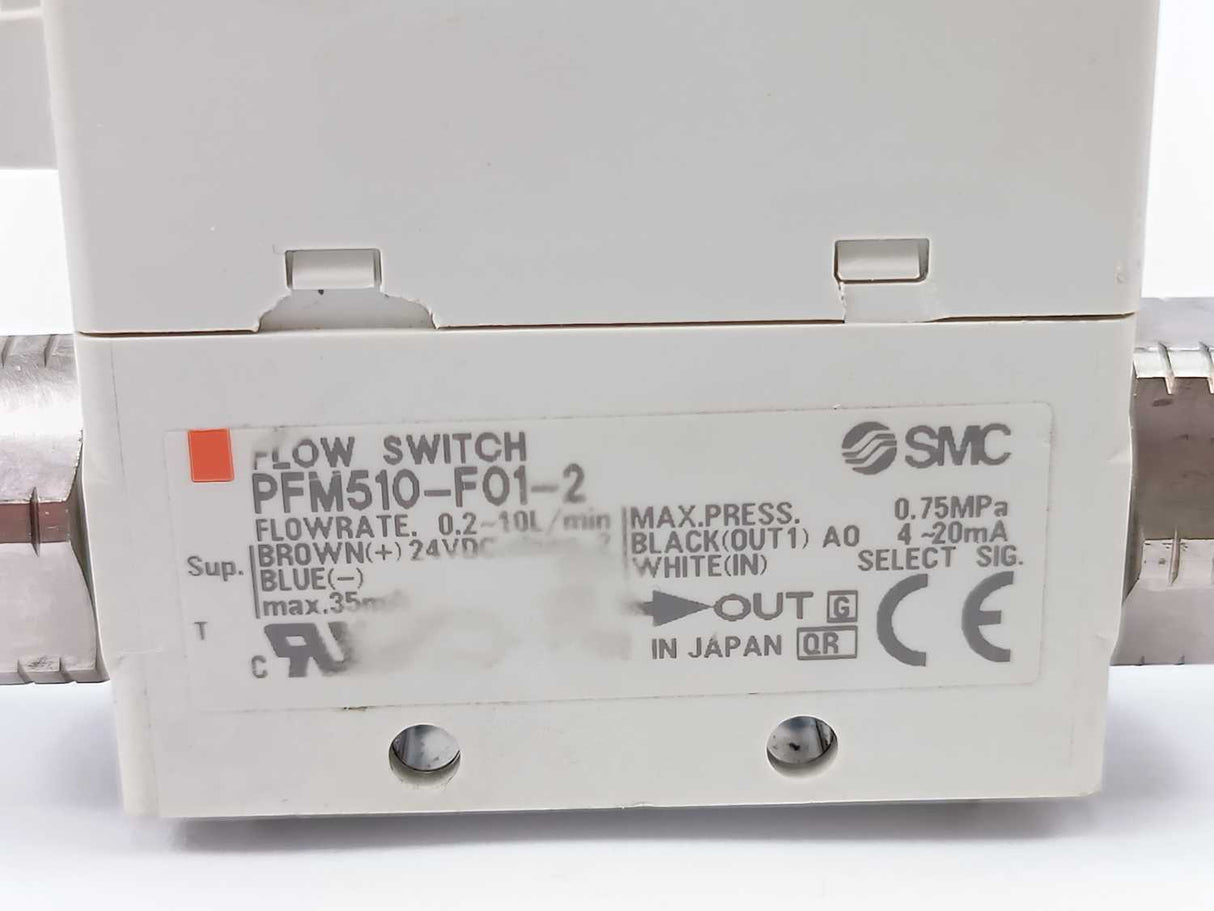 FLOW SWITCH
SMC
PFM510-F01-2
FLOWRATE. 0.2~10L/min
MAX.PRESS. 0.75MPa
Sup.
BROWN(+) 24VDC
BLACK(OUT1) AO 4~20mA
BLUE(-)
WHITE(IN) SELECT SIG.
max.35
OUT G
T
C
IN JAPAN QR
CE